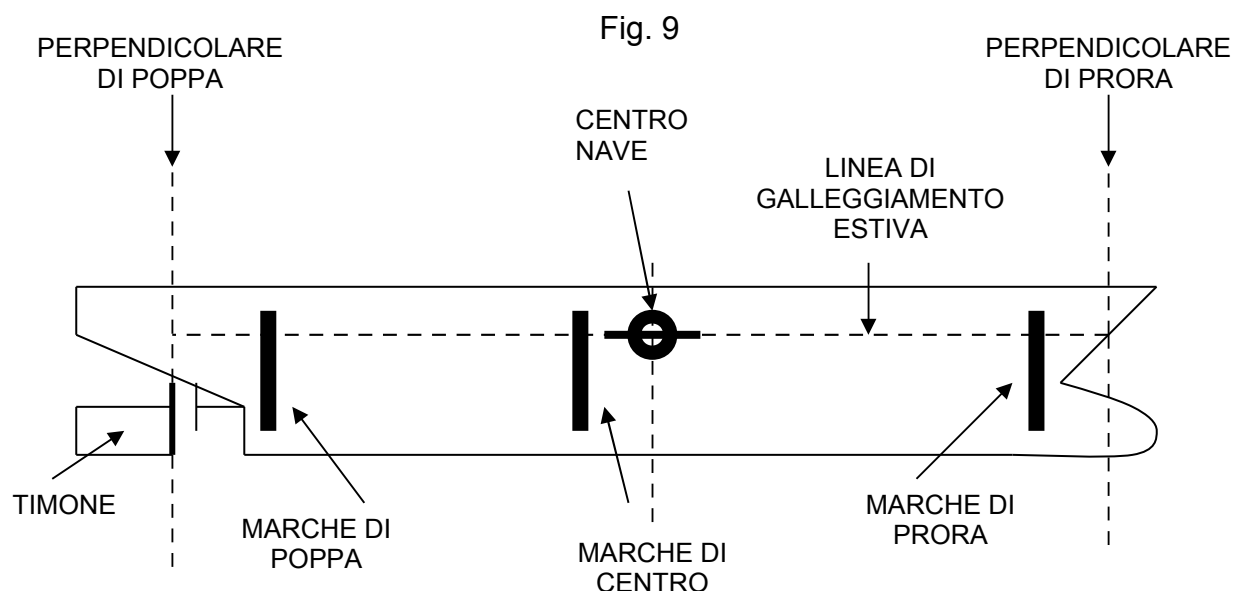 Fig. 9
PERPENDICOLARE
DI POPPA
PERPENDICOLARE
DI PRORA
CENTRO
NAVE
LINEA DI
GALLEGGIAMENTO
ESTIVA
TIMONE
MARCHE DI
POPPA
MARCHE DI
CENTRO
MARCHE DI
PRORA